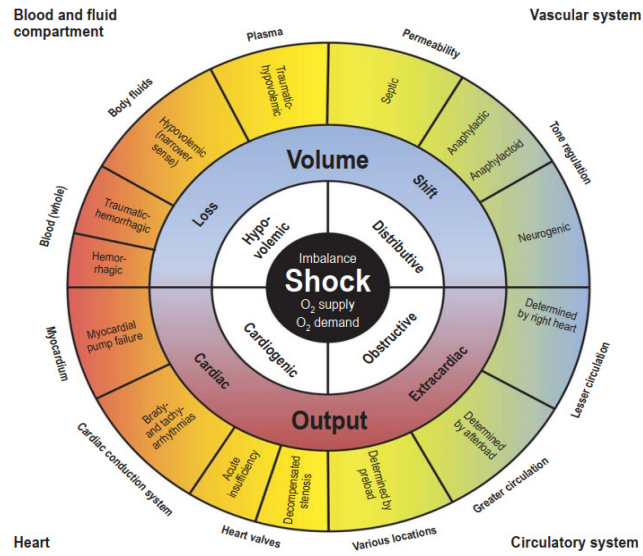 Blood and fluid
compartment
Vascular system
Plasma
Permeability
Body fluids
Tone regulation
Blood (whole)
Traumatic-
hypovolemic
Septic
Hypovolemic
(narrower
sense)
Anaphylactic
Anaphylactoid
Traumatic-
hemorrhagic
Neurogenic
Hemor-
rhagic
Volume
Loss
Shift
Hypo-
volemic
Distributive
Imbalance
Shock
O₂ supply
O₂ demand
Cardiogenic
Obstructive
Cardiac
Extracardiac
Output
Myocardial
pump failure
Determined
by right heart
Brady-
and tachy-
arrhythmias
Acute
insufficiency
Decompensated
stenosis
Determined by
preload
Determined
by afterload
Myocardium
Lesser circulation
Cardiac conduction system
Greater circulation
Heart valves
Various locations
Heart
Circulatory system